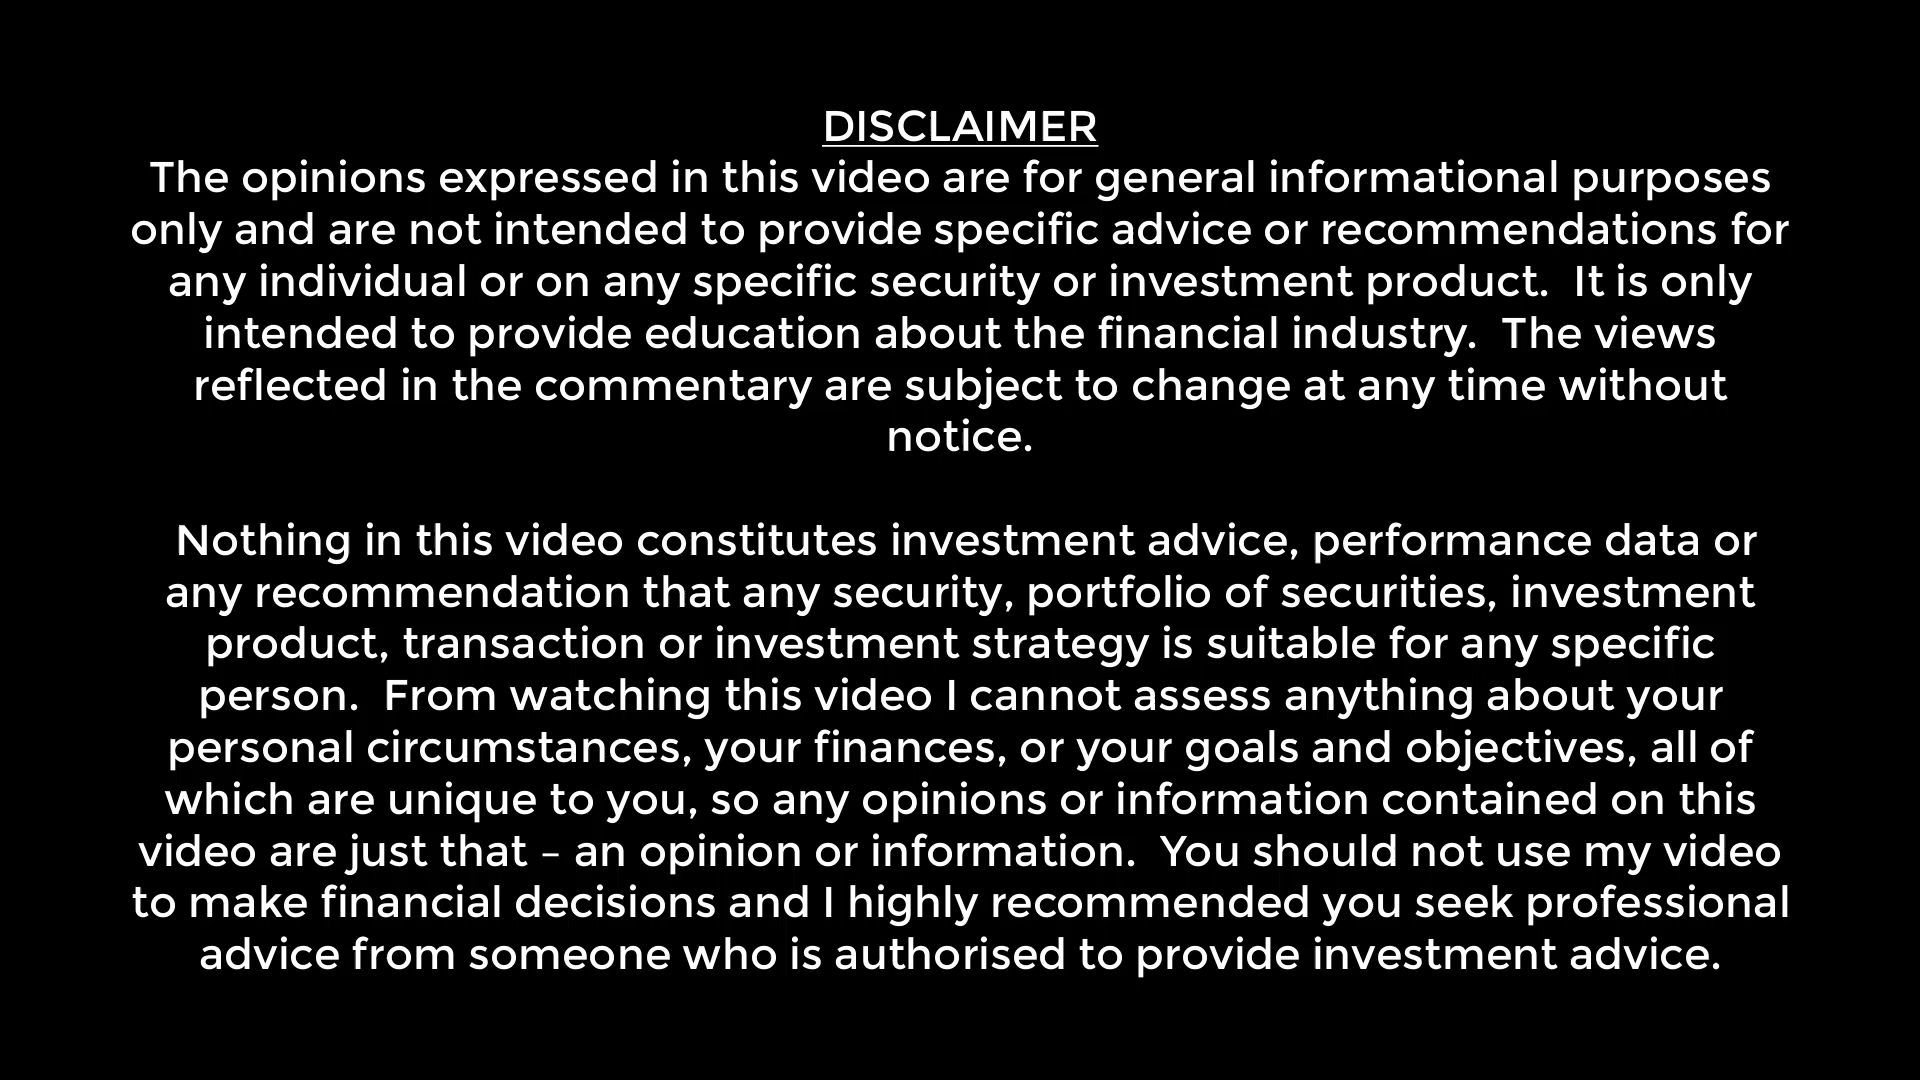 DISCLAIMER
The opinions expressed in this video are for general informational purposes
only and are not intended to provide specific advice or recommendations for
any individual or on any specific security or investment product.  It is only
intended to provide education about the financial industry.  The views
reflected in the commentary are subject to change at any time without
notice.
Nothing in this video constitutes investment advice, performance data or
any recommendation that any security, portfolio of securities, investment
product, transaction or investment strategy is suitable for any specific
person.  From watching this video I cannot assess anything about your
personal circumstances, your finances, or your goals and objectives, all of
which are unique to you, so any opinions or information contained on this
video are just that – an opinion or information.  You should not use my video
to make financial decisions and I highly recommended you seek professional
advice from someone who is authorised to provide investment advice.